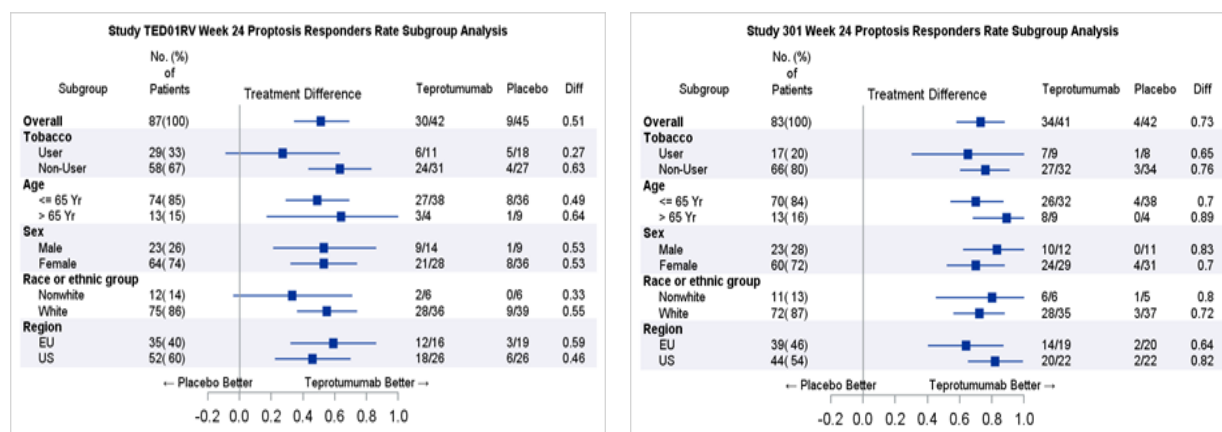 Study TED01RV Week 24 Proptosis Responders Rate Subgroup Analysis
No. (%)
of
Subgroup Patients Treatment Difference Teprotumumab Placebo Diff
Overall 87(100) 30/42 9/45 0.51
Tobacco
User 29( 33) 6/11 5/18 0.27
Non-User 58( 67) 24/31 4/27 0.63
Age
<= 65 Yr 74( 85) 27/38 8/36 0.49
> 65 Yr 13( 15) 3/4 1/9 0.64
Sex
Male 23( 26) 9/14 1/9 0.53
Female 64( 74) 21/28 8/36 0.53
Race or ethnic group
Nonwhite 12( 14) 2/6 0/6 0.33
White 75( 86) 28/36 9/39 0.55
Region
EU 35( 40) 12/16 3/19 0.59
US 52( 60) 18/26 6/26 0.46
← Placebo Better Teprotumumab Better →
-0.2 0.0 0.2 0.4 0.6 0.8 1.0
Study 301 Week 24 Proptosis Responders Rate Subgroup Analysis
No. (%)
of
Subgroup Patients Treatment Difference Teprotumumab Placebo Diff
Overall 83(100) 34/41 4/42 0.73
Tobacco
User 17( 20) 7/9 1/8 0.65
Non-User 66( 80) 27/32 3/34 0.76
Age
<= 65 Yr 70( 84) 26/32 4/38 0.7
> 65 Yr 13( 16) 8/9 0/4 0.89
Sex
Male 23( 28) 10/12 0/11 0.83
Female 60( 72) 24/29 4/31 0.7
Race or ethnic group
Nonwhite 11( 13) 6/6 1/5 0.8
White 72( 87) 28/35 3/37 0.72
Region
EU 39( 46) 14/19 2/20 0.64
US 44( 54) 20/22 2/22 0.82
← Placebo Better Teprotumumab Better →
-0.2 0.0 0.2 0.4 0.6 0.8 1.0